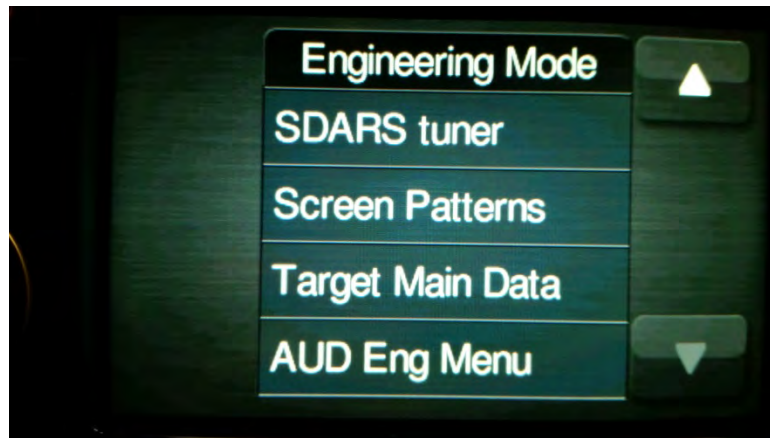 Engineering Mode
SDARS tuner
Screen Patterns
Target Main Data
AUD Eng Menu